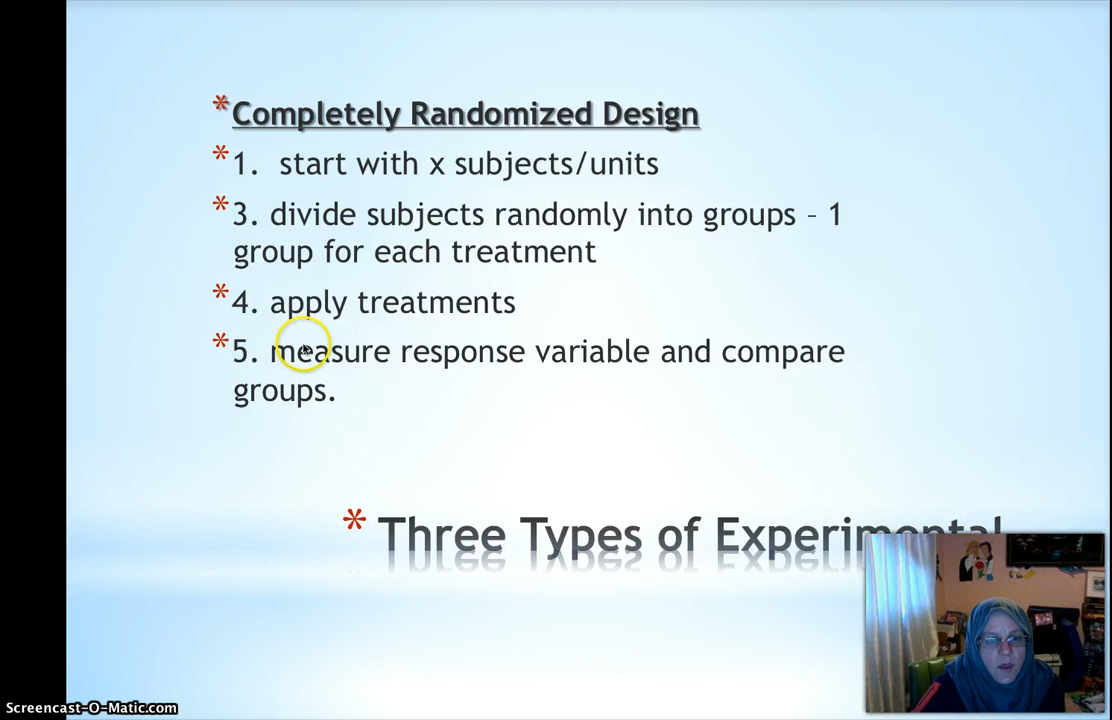 * Completely Randomized Design
* 1. start with x subjects/units
* 3. divide subjects randomly into groups – 1
group for each treatment
* 4. apply treatments
* 5. measure response variable and compare
groups.
* Three Types of Experimental
Screencast-O-Matic.com